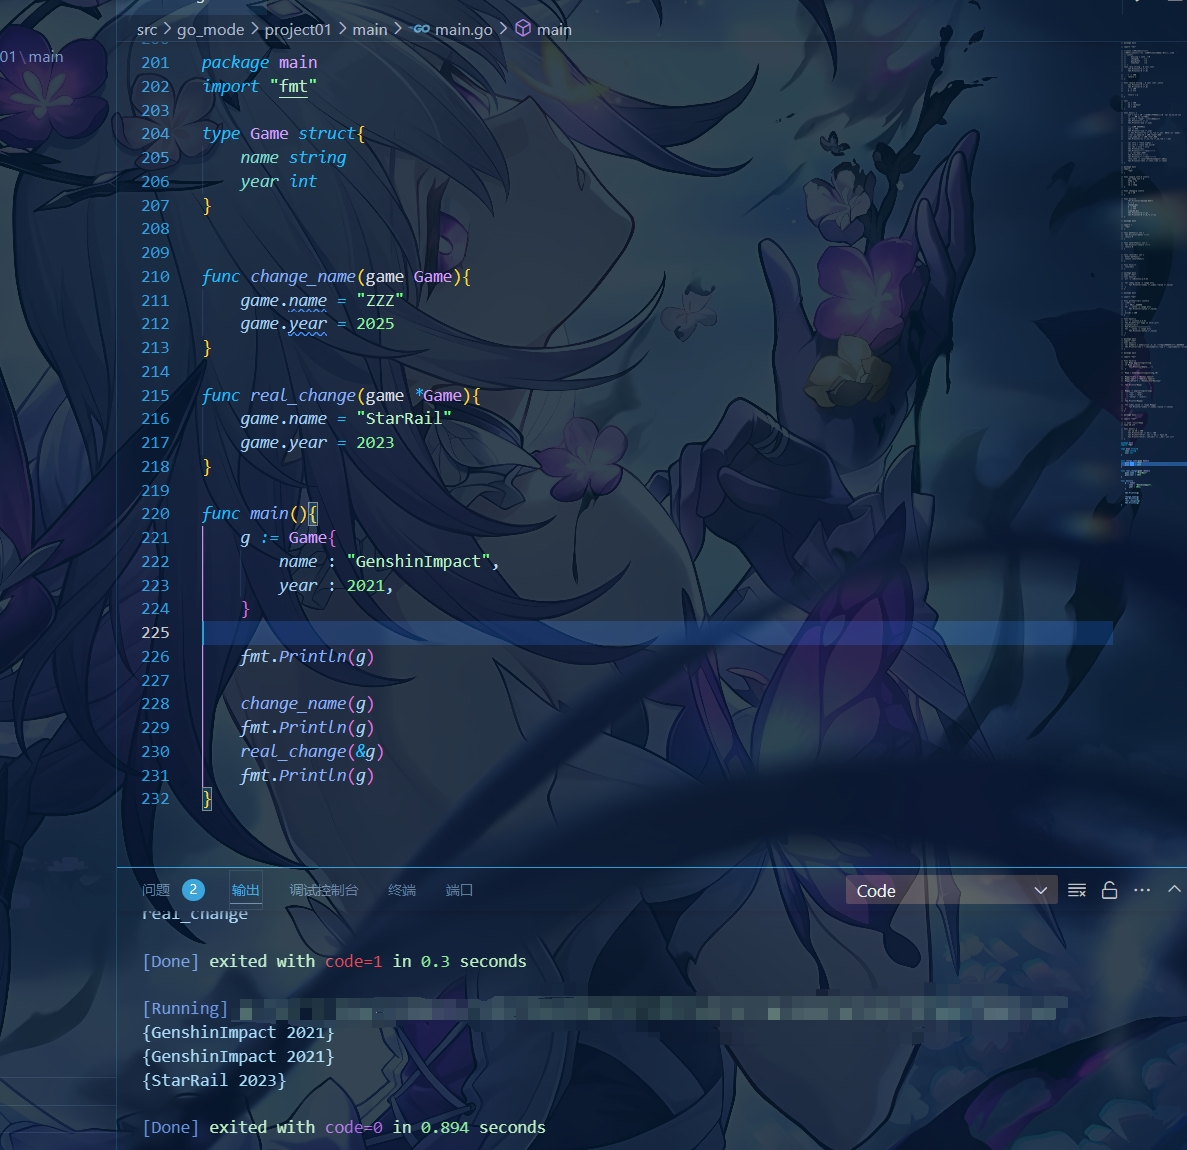 src > go_mode > project01 > main > main.go > main
01\main
201 package main
202 import "fmt"
203
204 type Game struct{
205 name string
206 year int
207 }
208
209
210 func change_name(game Game){
211 game.name = "ZZZ"
212 game.year = 2025
213 }
214
215 func real_change(game *Game){
216 game.name = "StarRail"
217 game.year = 2023
218 }
219
220 func main(){
221 g := Game{
222 name : "GenshinImpact",
223 year : 2021,
224 }
225
226 fmt.Println(g)
227
228 change_name(g)
229 fmt.Println(g)
230 real_change(&g)
231 fmt.Println(g)
232 }
问题 2 输出 调试控制台 终端 端口 Code
real_change
[Done] exited with code=1 in 0.3 seconds
[Running]
{GenshinImpact 2021}
{GenshinImpact 2021}
{StarRail 2023}
[Done] exited with code=0 in 0.894 seconds